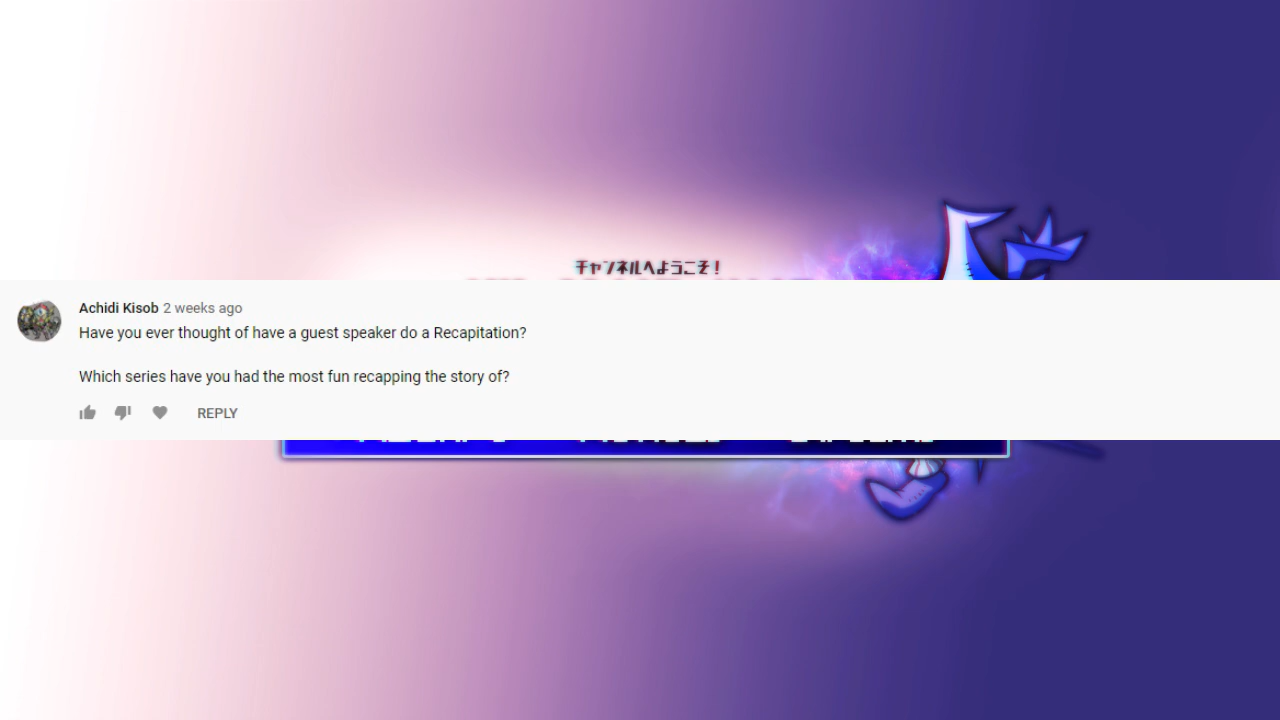 チャンネルへようこそ!
Achidi Kisob 2 weeks ago
Have you ever thought of have a guest speaker do a Recapitation?
Which series have you had the most fun recapping the story of?
REPLY